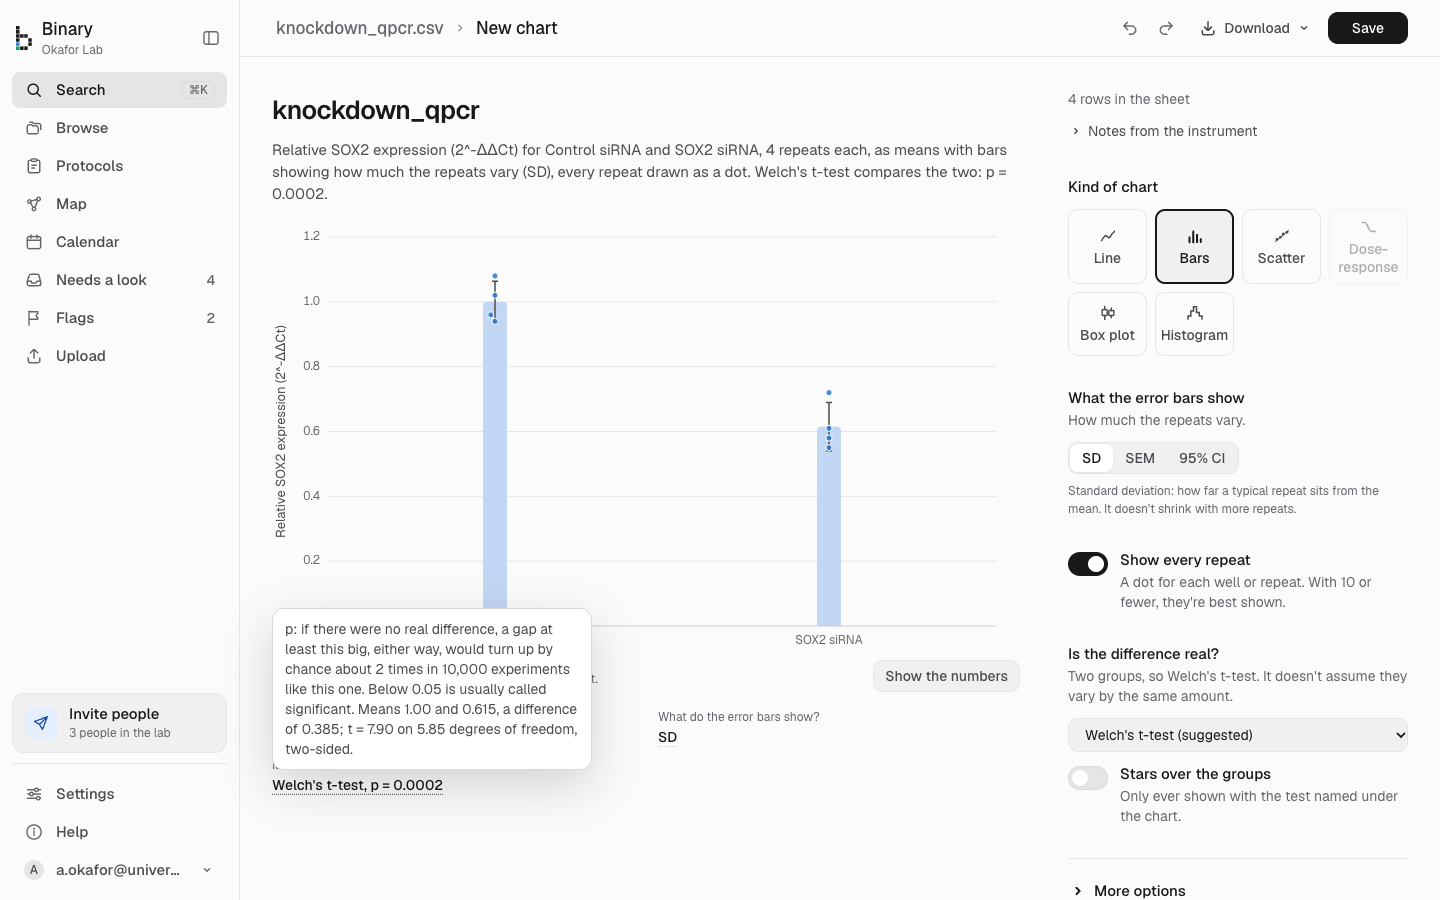 Binary
Okafor Lab
Search ⌘K
Browse
Protocols
Map
Calendar
Needs a look 4
Flags 2
Upload
Invite people
3 people in the lab
Settings
Help
A a.okafor@univer...
knockdown_qpcr.csv › New chart
Download
Save
knockdown_qpcr
Relative SOX2 expression (2^-ΔΔCt) for Control siRNA and SOX2 siRNA, 4 repeats each, as means with bars
showing how much the repeats vary (SD), every repeat drawn as a dot. Welch's t-test compares the two: p =
0.0002.
1.2
1.0
0.8
0.6
0.4
0.2
Relative SOX2 expression (2^-ΔΔCt)
SOX2 siRNA
p: if there were no real difference, a gap at
least this big, either way, would turn up by
chance about 2 times in 10,000 experiments
like this one. Below 0.05 is usually called
significant. Means 1.00 and 0.615, a difference
of 0.385; t = 7.90 on 5.85 degrees of freedom,
two-sided.
t.
Show the numbers
What do the error bars show?
SD
Welch's t-test, p = 0.0002
4 rows in the sheet
Notes from the instrument
Kind of chart
Line
Bars
Scatter
Dose-
response
Box plot
Histogram
What the error bars show
How much the repeats vary.
SD SEM 95% CI
Standard deviation: how far a typical repeat sits from the
mean. It doesn't shrink with more repeats.
Show every repeat
A dot for each well or repeat. With 10 or
fewer, they're best shown.
Is the difference real?
Two groups, so Welch's t-test. It doesn't assume they
vary by the same amount.
Welch's t-test (suggested)
Stars over the groups
Only ever shown with the test named under
the chart.
More options